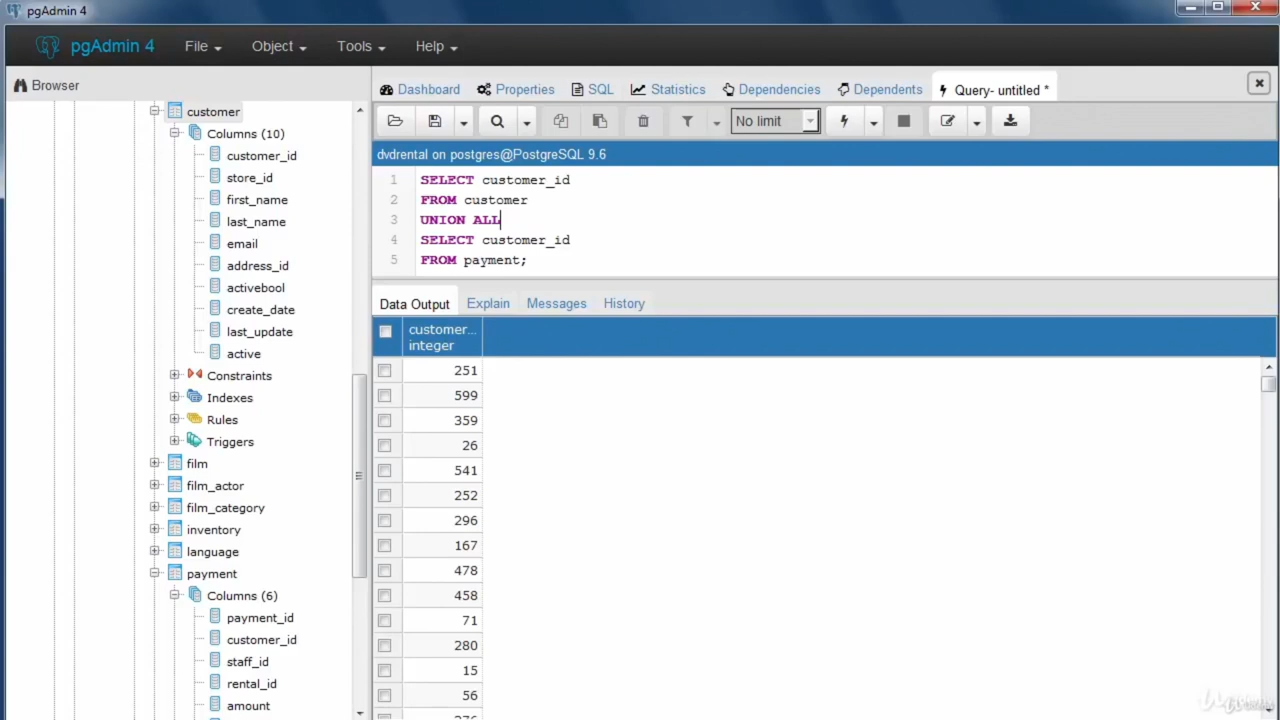 pgAdmin 4
pgAdmin 4 File Object Tools Help
Browser
customer
Columns (10)
customer_id
store_id
first_name
last_name
email
address_id
activebool
create_date
last_update
active
Constraints
Indexes
Rules
Triggers
film
film_actor
film_category
inventory
language
payment
Columns (6)
payment_id
customer_id
staff_id
rental_id
amount
Dashboard Properties SQL Statistics Dependencies Dependents Query- untitled *
No limit
dvdrental on postgres@PostgreSQL 9.6
1 SELECT customer_id
2 FROM customer
3 UNION ALL
4 SELECT customer_id
5 FROM payment;
Data Output Explain Messages History
customer...
integer
251
599
359
26
541
252
296
167
478
458
71
280
15
56